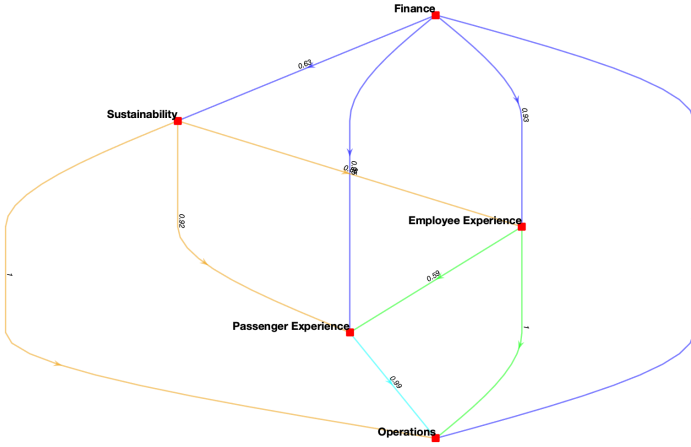 Finance
0.63
Sustainability
0.93
0.92
Employee Experience
1
0.59
Passenger Experience
1
0.99
Operations